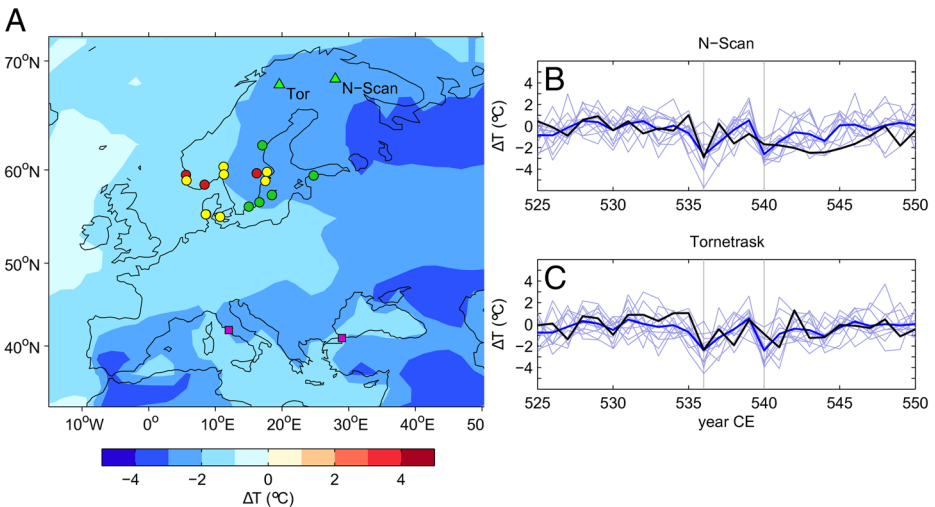 A
70°N
60°N
50°N
40°N
Tor
N−Scan
10°W
0°
10°E
20°E
30°E
40°E
50
−4
−2
0
2
4
ΔT (°C)
N−Scan
B
ΔT (°C)
4
2
0
−2
−4
525
530
535
540
545
550
Tornetrask
C
ΔT (°C)
4
2
0
−2
−4
525
530
535
540
545
550
year CE